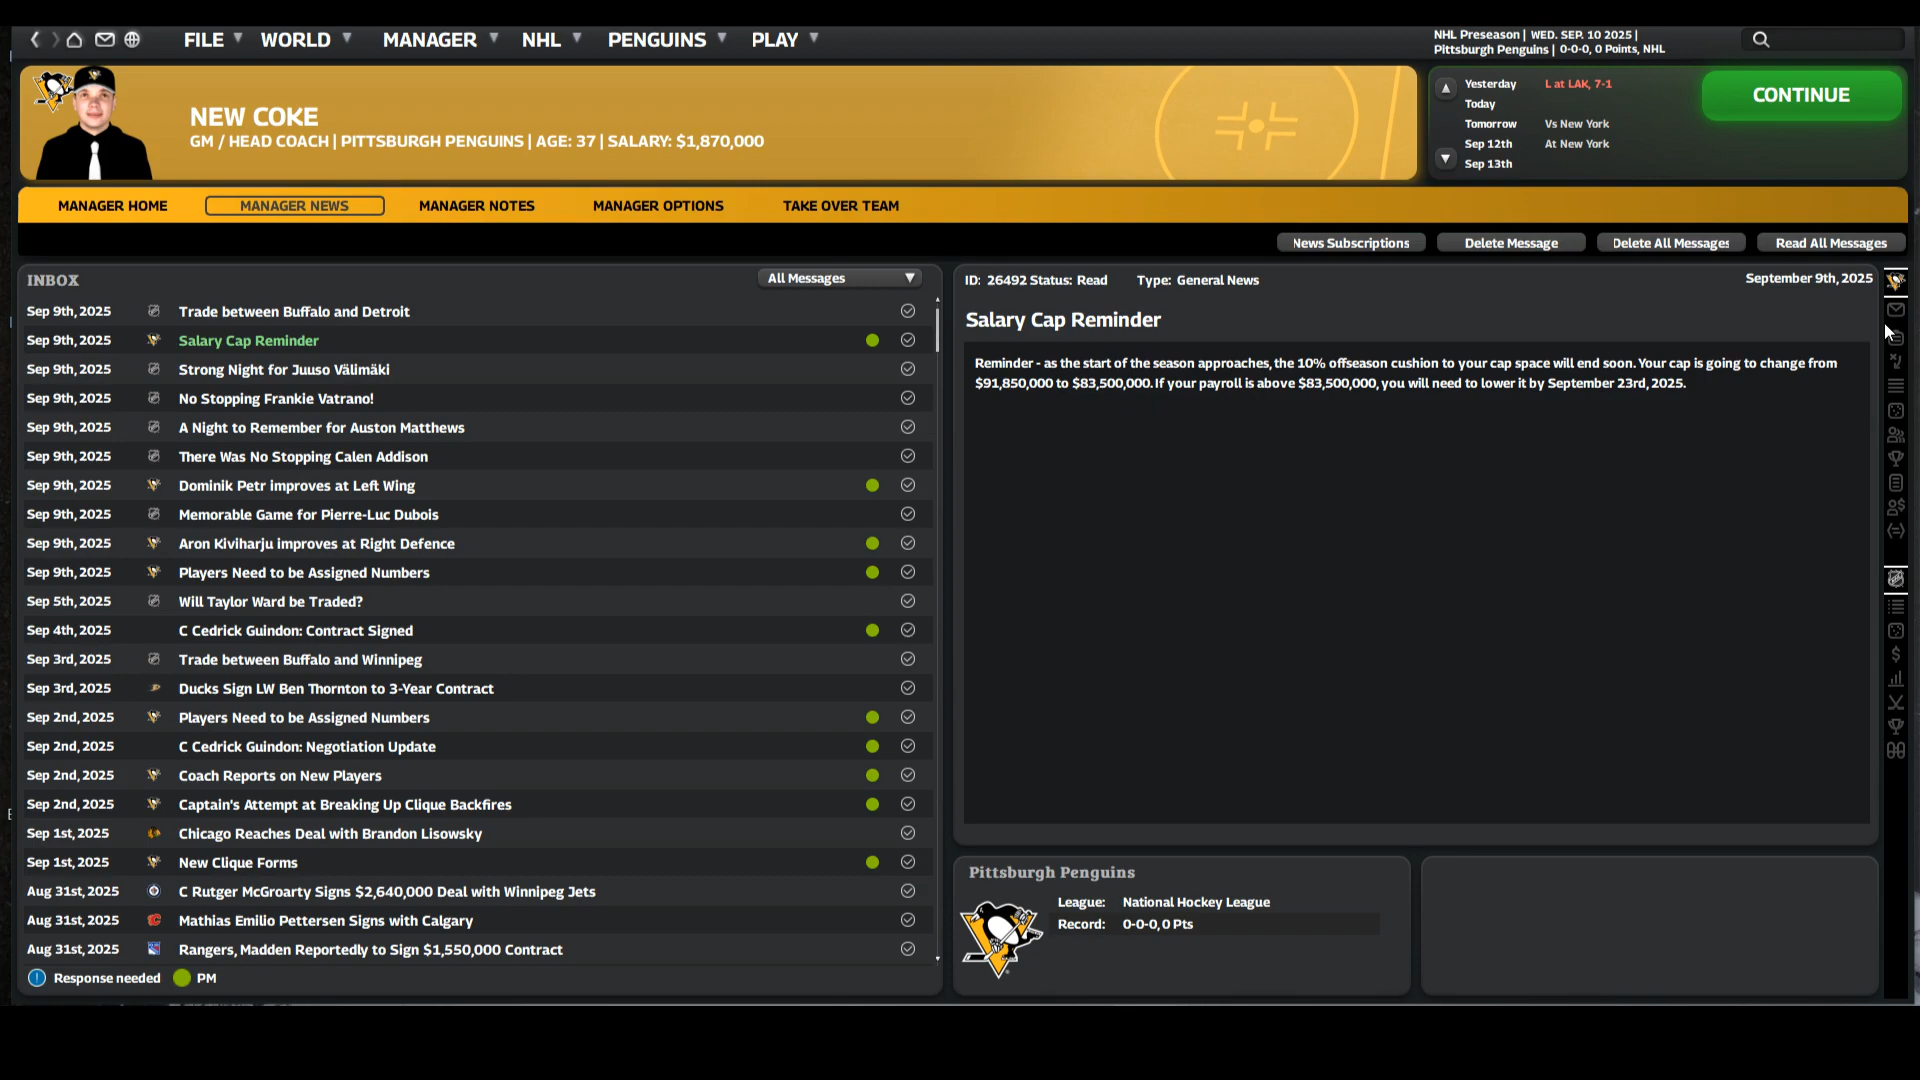 FILE WORLD MANAGER NHL PENGUINS PLAY
NHL Preseason | WED. SEP. 10 2025 |
Pittsburgh Penguins | 0-0-0, 0 Points, NHL
NEW COKE
GM / HEAD COACH | PITTSBURGH PENGUINS | AGE: 37 | SALARY: $1,870,000
Yesterday L at LAK, 7-1
Today
Tomorrow Vs New York
Sep 12th At New York
Sep 13th
CONTINUE
MANAGER HOME MANAGER NEWS MANAGER NOTES MANAGER OPTIONS TAKE OVER TEAM
News Subscriptions Delete Message Delete All Messages Read All Messages
INBOX All Messages
Sep 9th, 2025 Trade between Buffalo and Detroit
Sep 9th, 2025 Salary Cap Reminder
Sep 9th, 2025 Strong Night for Juuso Välimäki
Sep 9th, 2025 No Stopping Frankie Vatrano!
Sep 9th, 2025 A Night to Remember for Auston Matthews
Sep 9th, 2025 There Was No Stopping Calen Addison
Sep 9th, 2025 Dominik Petr improves at Left Wing
Sep 9th, 2025 Memorable Game for Pierre-Luc Dubois
Sep 9th, 2025 Aron Kiviharju improves at Right Defence
Sep 9th, 2025 Players Need to be Assigned Numbers
Sep 5th, 2025 Will Taylor Ward be Traded?
Sep 4th, 2025 C Cedrick Guindon: Contract Signed
Sep 3rd, 2025 Trade between Buffalo and Winnipeg
Sep 3rd, 2025 Ducks Sign LW Ben Thornton to 3-Year Contract
Sep 2nd, 2025 Players Need to be Assigned Numbers
Sep 2nd, 2025 C Cedrick Guindon: Negotiation Update
Sep 2nd, 2025 Coach Reports on New Players
Sep 2nd, 2025 Captain's Attempt at Breaking Up Clique Backfires
Sep 1st, 2025 Chicago Reaches Deal with Brandon Lisowsky
Sep 1st, 2025 New Clique Forms
Aug 31st, 2025 C Rutger McGroarty Signs $2,640,000 Deal with Winnipeg Jets
Aug 31st, 2025 Mathias Emilio Pettersen Signs with Calgary
Aug 31st, 2025 Rangers, Madden Reportedly to Sign $1,550,000 Contract
Response needed PM
ID: 26492 Status: Read Type: General News September 9th, 2025
Salary Cap Reminder
Reminder - as the start of the season approaches, the 10% offseason cushion to your cap space will end soon. Your cap is going to change from
$91,850,000 to $83,500,000. If your payroll is above $83,500,000, you will need to lower it by September 23rd, 2025.
Pittsburgh Penguins
League: National Hockey League
Record: 0-0-0, 0 Pts